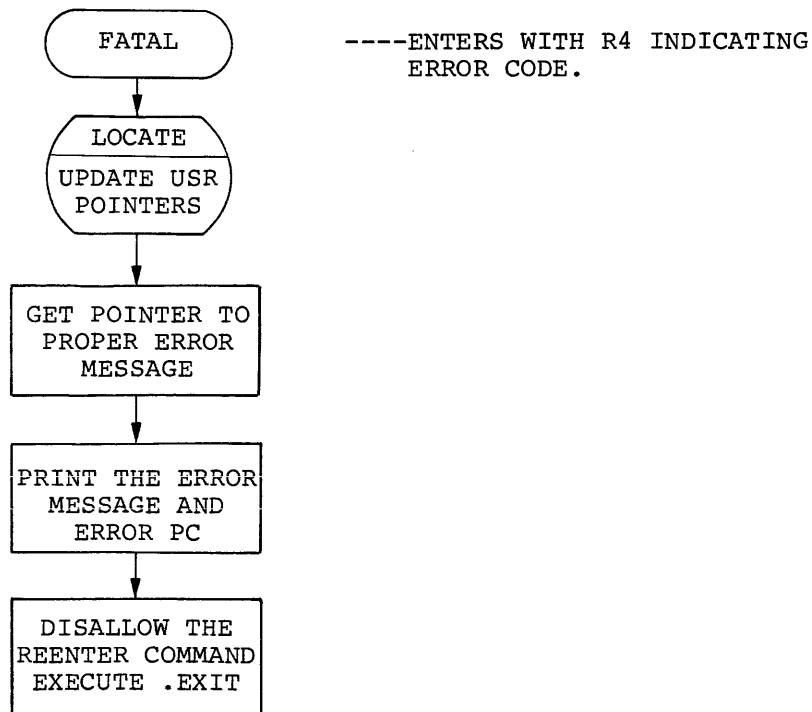 FATAL
----ENTERS WITH R4 INDICATING
ERROR CODE.
LOCATE
UPDATE USR
POINTERS
GET POINTER TO
PROPER ERROR
MESSAGE
PRINT THE ERROR
MESSAGE AND
ERROR PC
DISALLOW THE
REENTER COMMAND
EXECUTE .EXIT